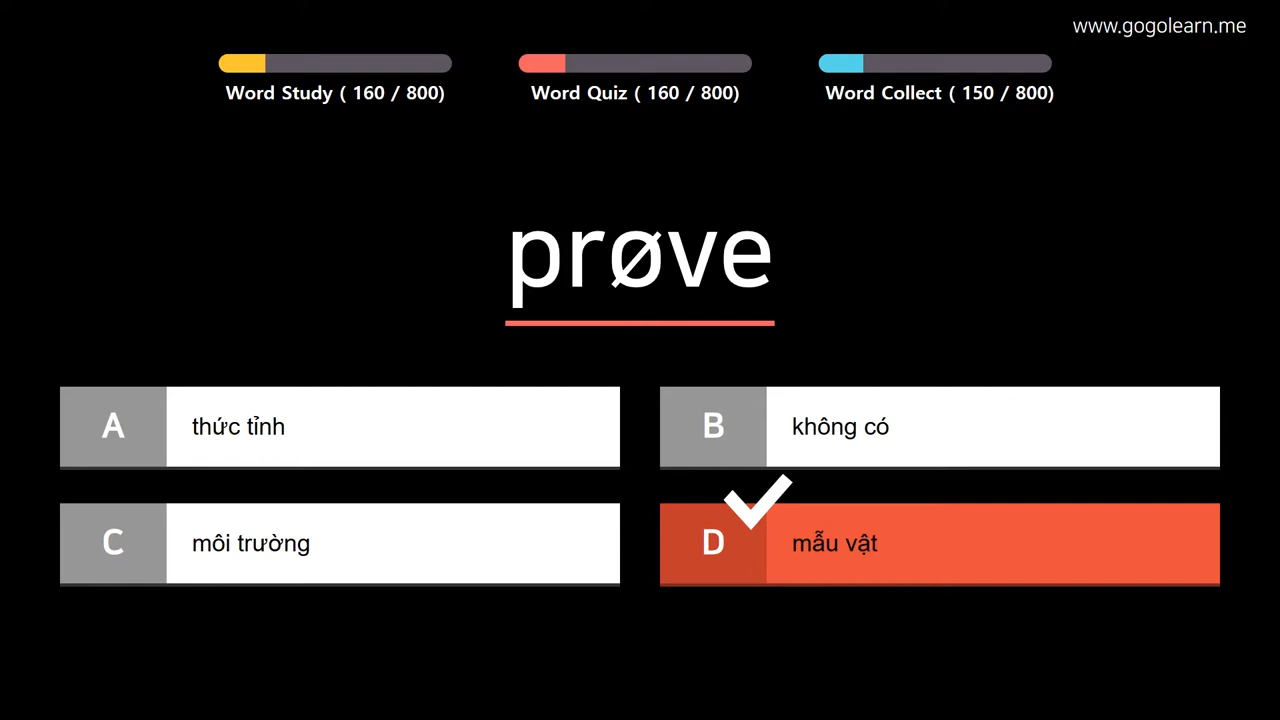 www.gogolearn.me
Word Study ( 160 / 800)
Word Quiz ( 160 / 800)
Word Collect ( 150 / 800)
prøve
A thức tỉnh
B không có
C môi trường
D mẫu vật